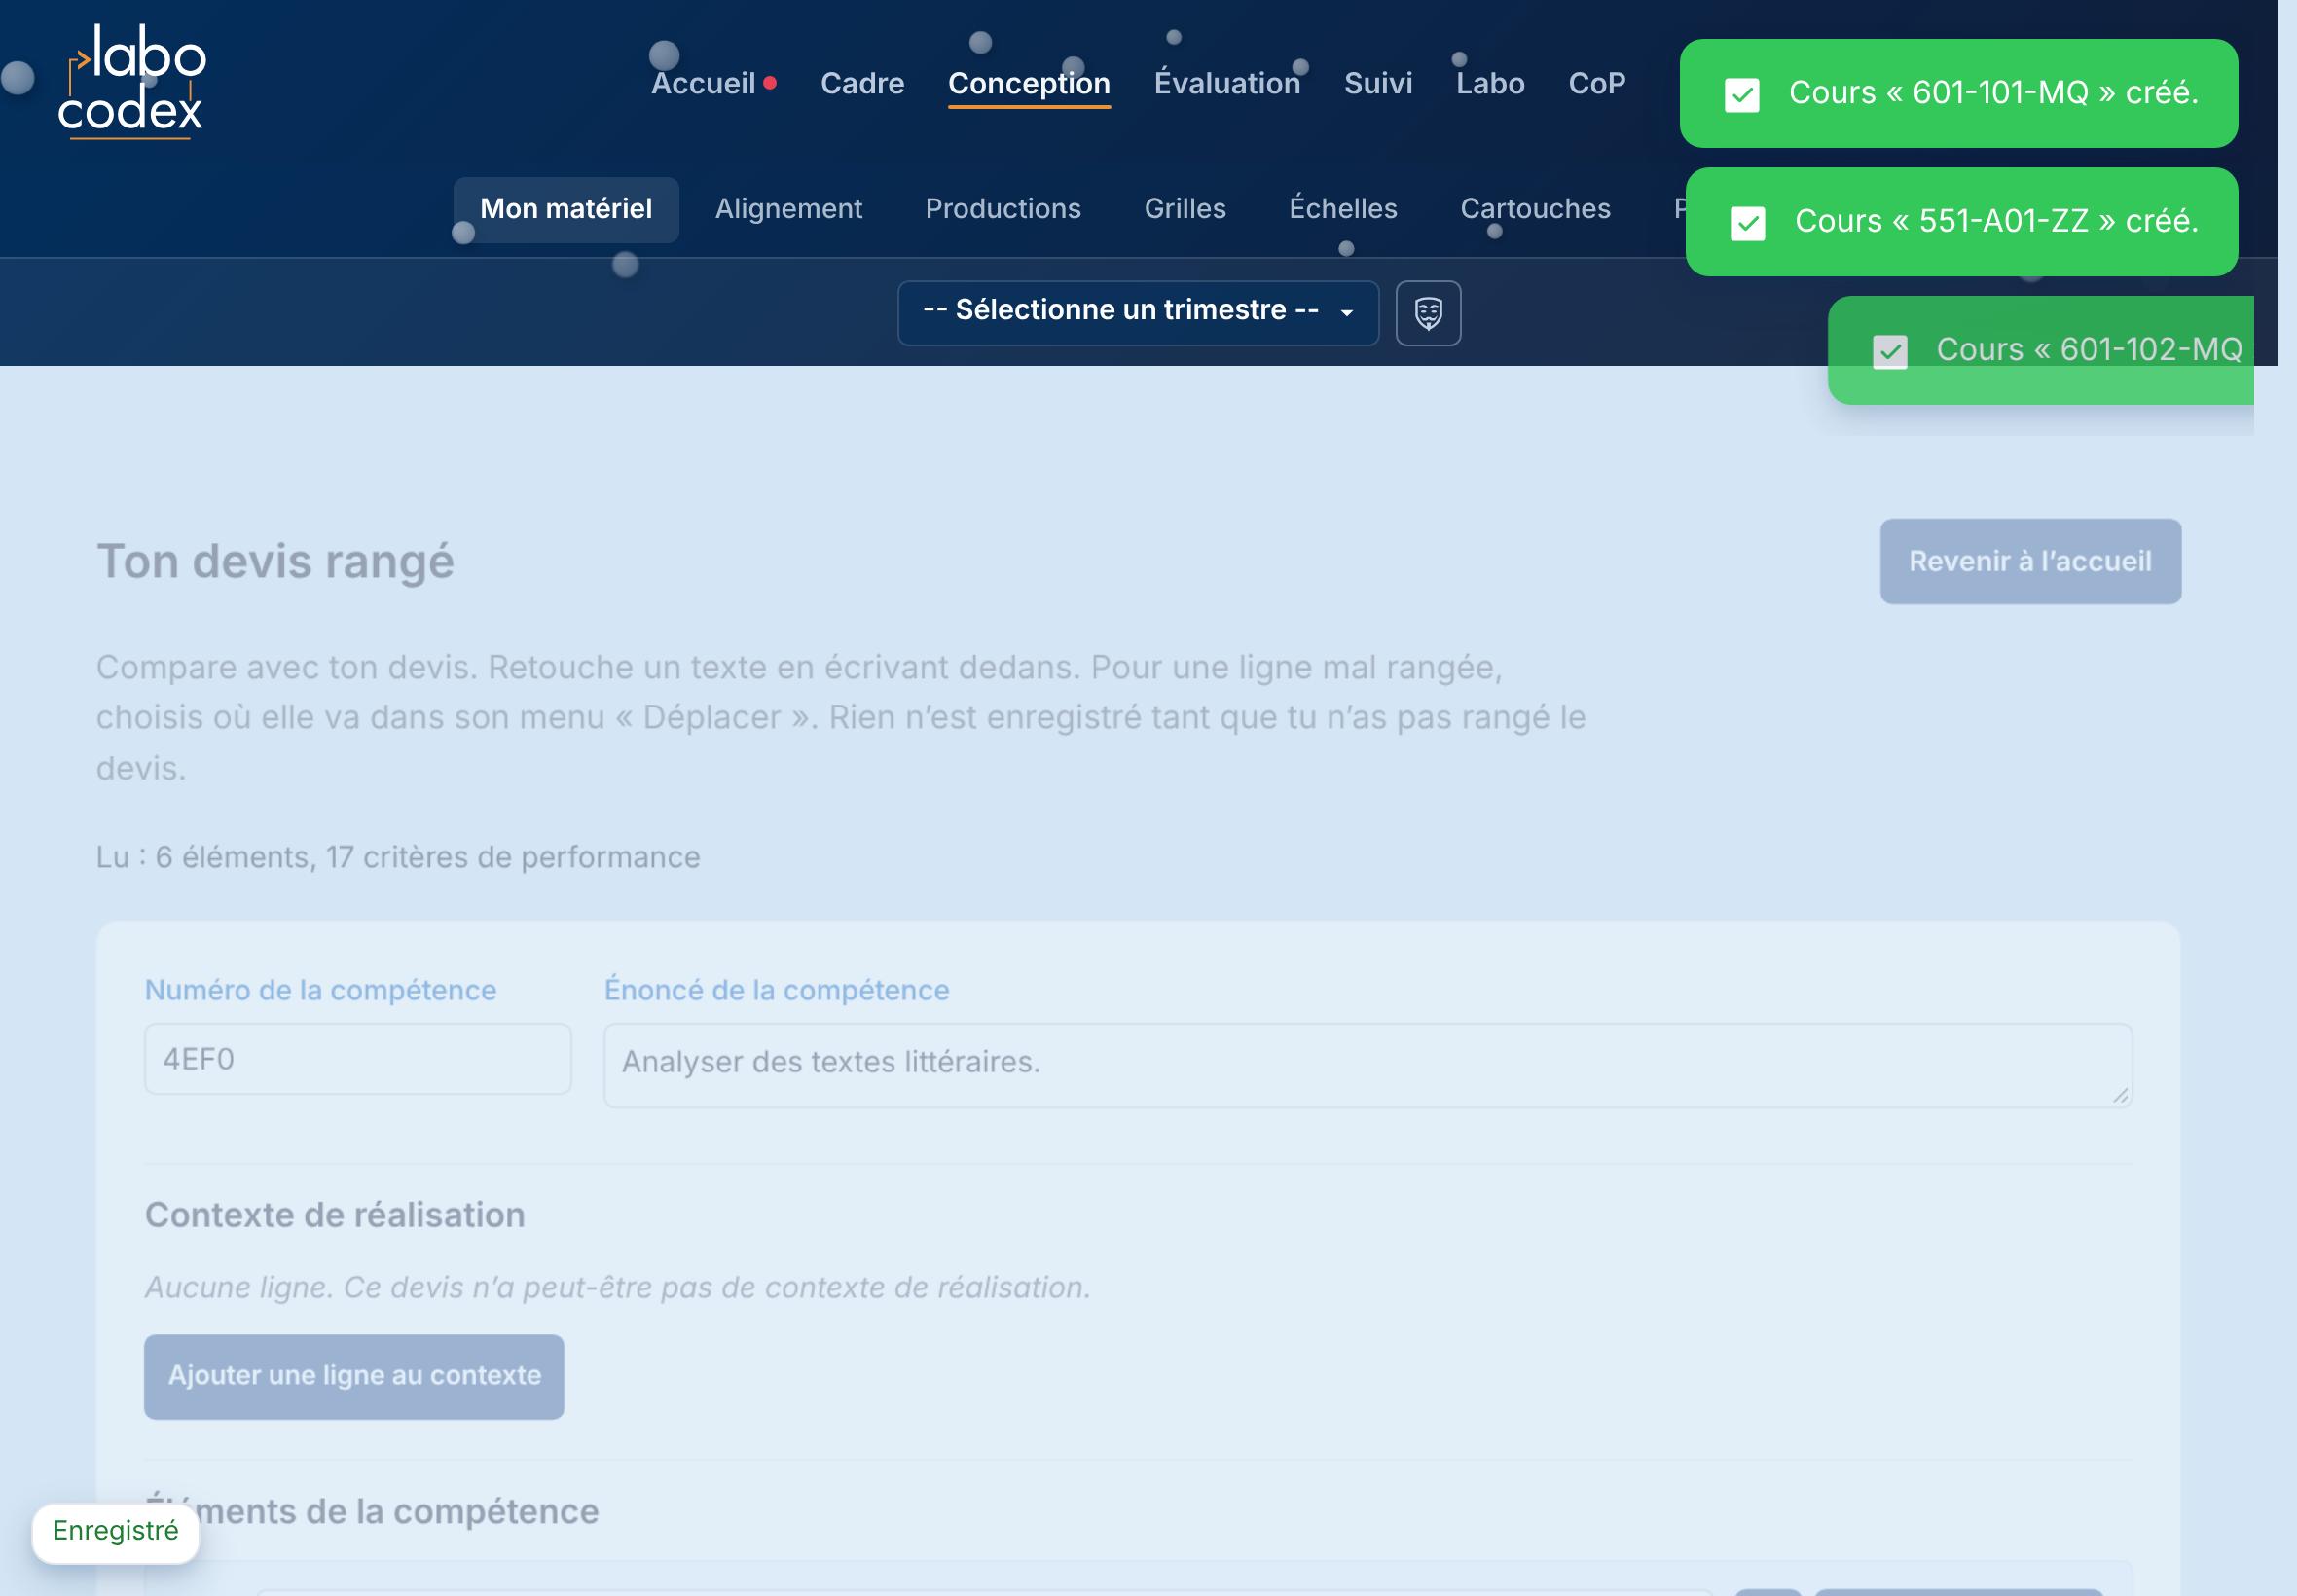 labo
codex
Accueil
Cadre
Conception
Évaluation
Suivi
Labo
CoP
Cours « 601-101-MQ » créé.
Mon matériel
Alignement
Productions
Grilles
Échelles
Cartouches
Cours « 551-A01-ZZ » créé.
-- Sélectionne un trimestre --
Cours « 601-102-MQ
Ton devis rangé
Revenir à l’accueil
Compare avec ton devis. Retouche un texte en écrivant dedans. Pour une ligne mal rangée,
choisis où elle va dans son menu « Déplacer ». Rien n’est enregistré tant que tu n’as pas rangé le
devis.
Lu : 6 éléments, 17 critères de performance
Numéro de la compétence
Énoncé de la compétence
4EF0
Analyser des textes littéraires.
Contexte de réalisation
Aucune ligne. Ce devis n’a peut-être pas de contexte de réalisation.
Ajouter une ligne au contexte
Éléments de la compétence
Enregistré